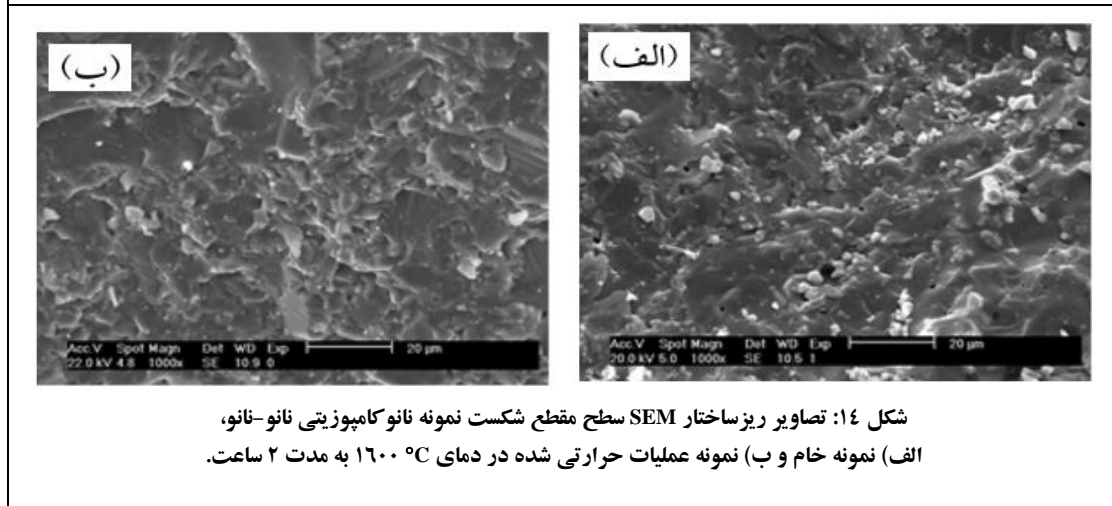 (الف)
Acc.V Spot Magn Det WD Exp 20 µm
20.0 kV 5.0 1000x SE 10.5 1
(ب)
Acc.V Spot Magn Det WD Exp 20 µm
22.0 kV 4.8 1000x SE 10.9 0
شکل ١٤: تصاویر ریزساختار SEM سطح مقطع شکست نمونه نانوکامپوزیتی نانو-نانو،
الف) نمونه خام و ب) نمونه عملیات حرارتی شده در دمای ١٦٠٠ °C به مدت ٢ ساعت.